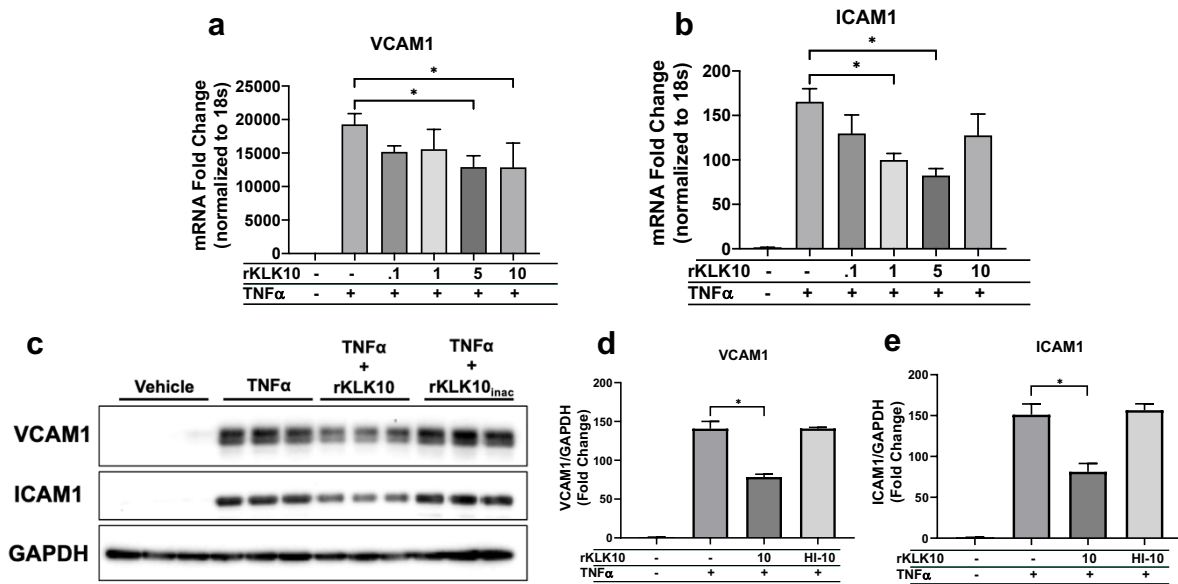 a
VCAM1
mRNA Fold Change
(normalized to 18s)
25000
20000
15000
10000
5000
0
*
*
rKLK10 - - .1 1 5 10
TNFα - + + + + +
b
ICAM1
mRNA Fold Change
(normalized to 18s)
200
150
100
50
0
*
*
rKLK10 - - .1 1 5 10
TNFα - + + + + +
c
Vehicle
TNFα
TNFα
+
rKLK10
TNFα
+
rKLK10inac
VCAM1
ICAM1
GAPDH
d
VCAM1
VCAM1/GAPDH
(Fold Change)
200
150
100
50
0
*
rKLK10 - - 10 HI-10
TNFα - + + +
e
ICAM1
ICAM1/GAPDH
(Fold Change)
200
150
100
50
0
*
rKLK10 - - 10 HI-10
TNFα - + + +